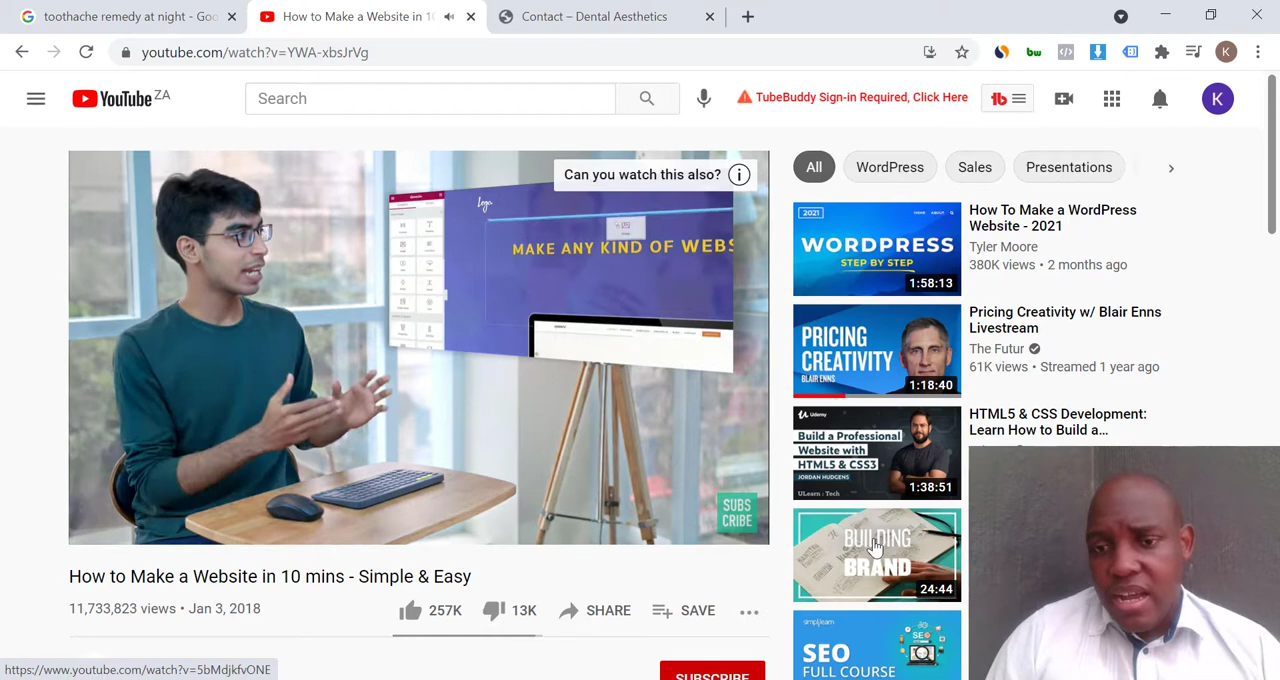 toothache remedy at night - Goo
How to Make a Website in 10
Contact – Dental Aesthetics
youtube.com/watch?v=YWA-xbsJrVg
bw
K
YouTube ZA
Search
TubeBuddy Sign-in Required, Click Here
tb
K
Can you watch this also?
Logo
MAKE ANY KIND OF WEBS
SUBS
CRIBE
How to Make a Website in 10 mins - Simple & Easy
11,733,823 views • Jan 3, 2018
257K
13K
SHARE
SAVE
SUBSCRIBE
All
WordPress
Sales
Presentations
2021
WORDPRESS
STEP BY STEP
1:58:13
How To Make a WordPress
Website - 2021
Tyler Moore
380K views • 2 months ago
PRICING
CREATIVITY
BLAIR ENNS
1:18:40
Pricing Creativity w/ Blair Enns
Livestream
The Futur
61K views • Streamed 1 year ago
Udemy
Build a Professional
Website with
HTML5 & CSS3
JORDAN HUDGENS
ULearn : Tech
1:38:51
HTML5 & CSS Development:
Learn How to Build a...
BUILDING
BRAND
24:44
simplilearn
SEO
FULL COURSE
SEO
https://www.youtube.com/watch?v=5bMdjkfvONE